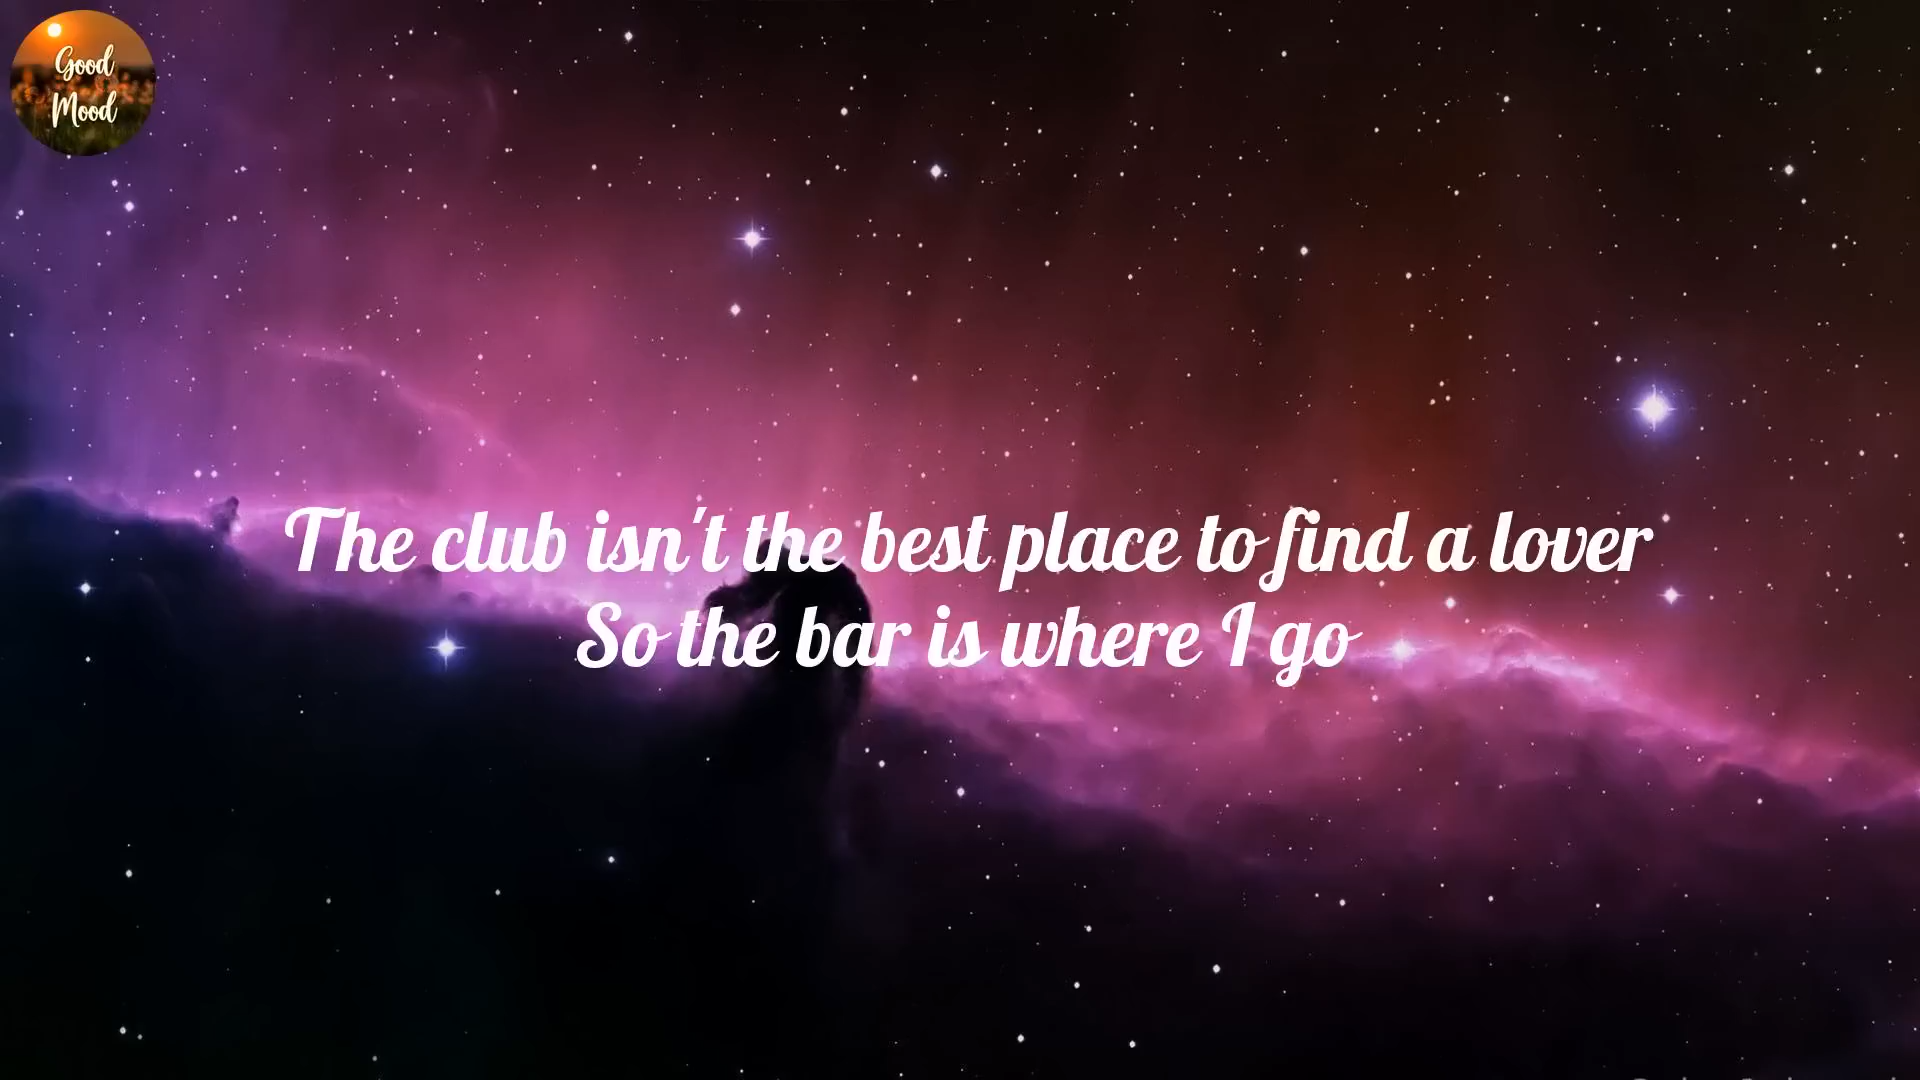 Good
Mood
The club isn't the best place to find a lover
So the bar is where I go